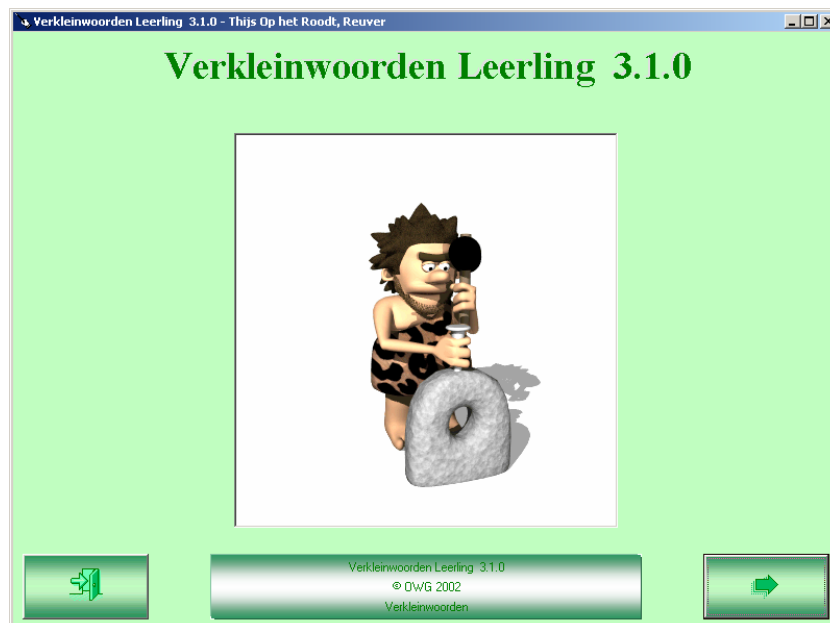 Verkleinwoorden Leerling 3.1.0 - Thijs Op het Roodt, Reuver
Verkleinwoorden Leerling 3.1.0
Verkleinwoorden Leerling 3.1.0
© OWG 2002
Verkleinwoorden